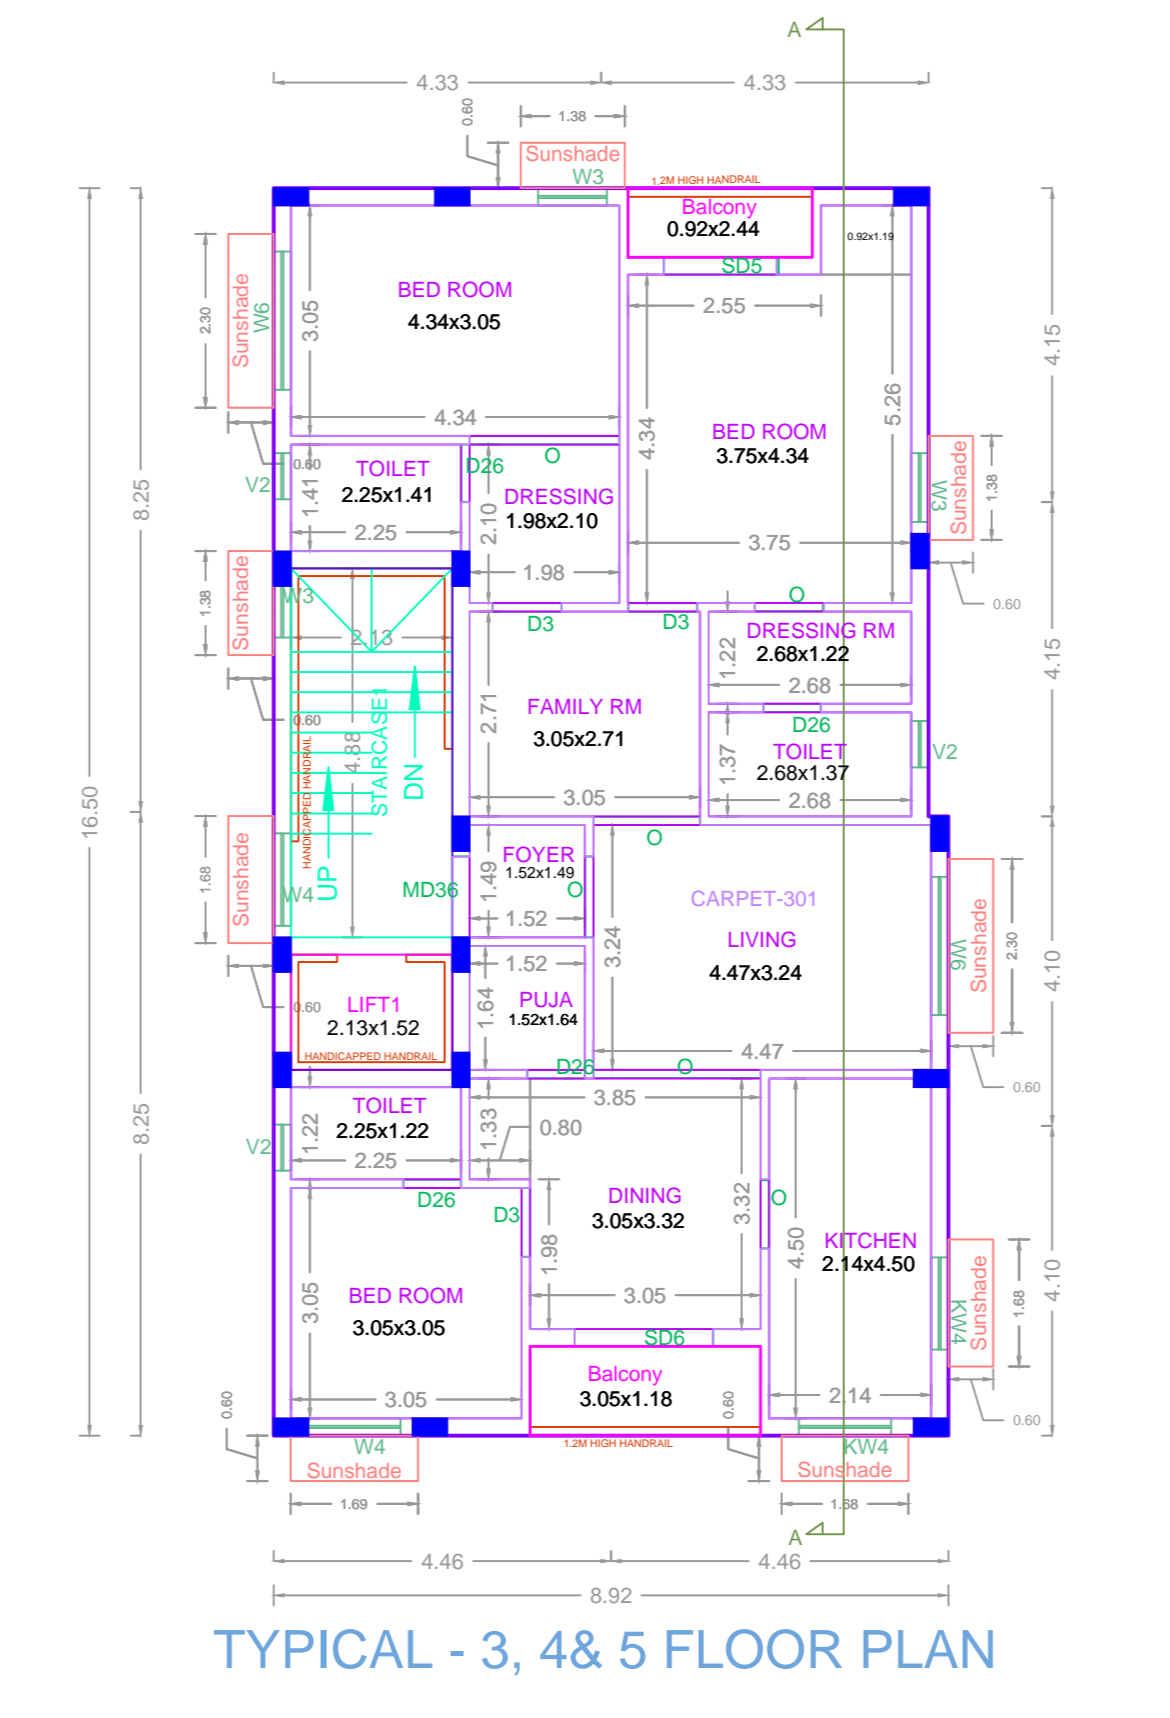 A
4.33
4.33
0.60
1.38
Sunshade
W3
1.2M HIGH HANDRAIL
Balcony
0.92x2.44
0.92x1.19
SD5
2.55
BED ROOM
4.34x3.05
3.05
4.34
Sunshade
W6
2.30
0.60
4.34
5.26
BED ROOM
3.75x4.34
3.75
4.15
Sunshade
W3
1.38
0.60
V2
TOILET
2.25x1.41
1.41
2.25
D26
O
DRESSING
1.98x2.10
2.10
1.98
8.25
16.50
Sunshade
W3
1.38
0.60
2.13
4.88
STAIRCASE1
HANDICAPPED HANDRAIL
UP
DN
D3
D3
O
DRESSING RM
2.68x1.22
1.22
2.68
D26
FAMILY RM
3.05x2.71
2.71
3.05
TOILET
2.68x1.37
1.37
2.68
V2
4.15
Sunshade
W4
1.68
0.60
MD36
FOYER
1.52x1.49
1.49
O
1.52
O
CARPET-301
LIVING
4.47x3.24
3.24
4.47
W6
Sunshade
2.30
0.60
4.10
LIFT1
2.13x1.52
HANDICAPPED HANDRAIL
1.52
PUJA
1.52x1.64
1.64
D26
O
8.25
V2
TOILET
2.25x1.22
1.22
2.25
D26
3.85
1.33
0.80
D3
DINING
3.05x3.32
3.32
1.98
3.05
SD6
O
KITCHEN
2.14x4.50
4.50
2.14
KW4
Sunshade
1.68
0.60
4.10
BED ROOM
3.05x3.05
3.05
3.05
Balcony
3.05x1.18
1.2M HIGH HANDRAIL
0.60
W4
Sunshade
1.69
0.60
KW4
Sunshade
1.68
A
4.46
4.46
8.92
TYPICAL - 3, 4& 5 FLOOR PLAN